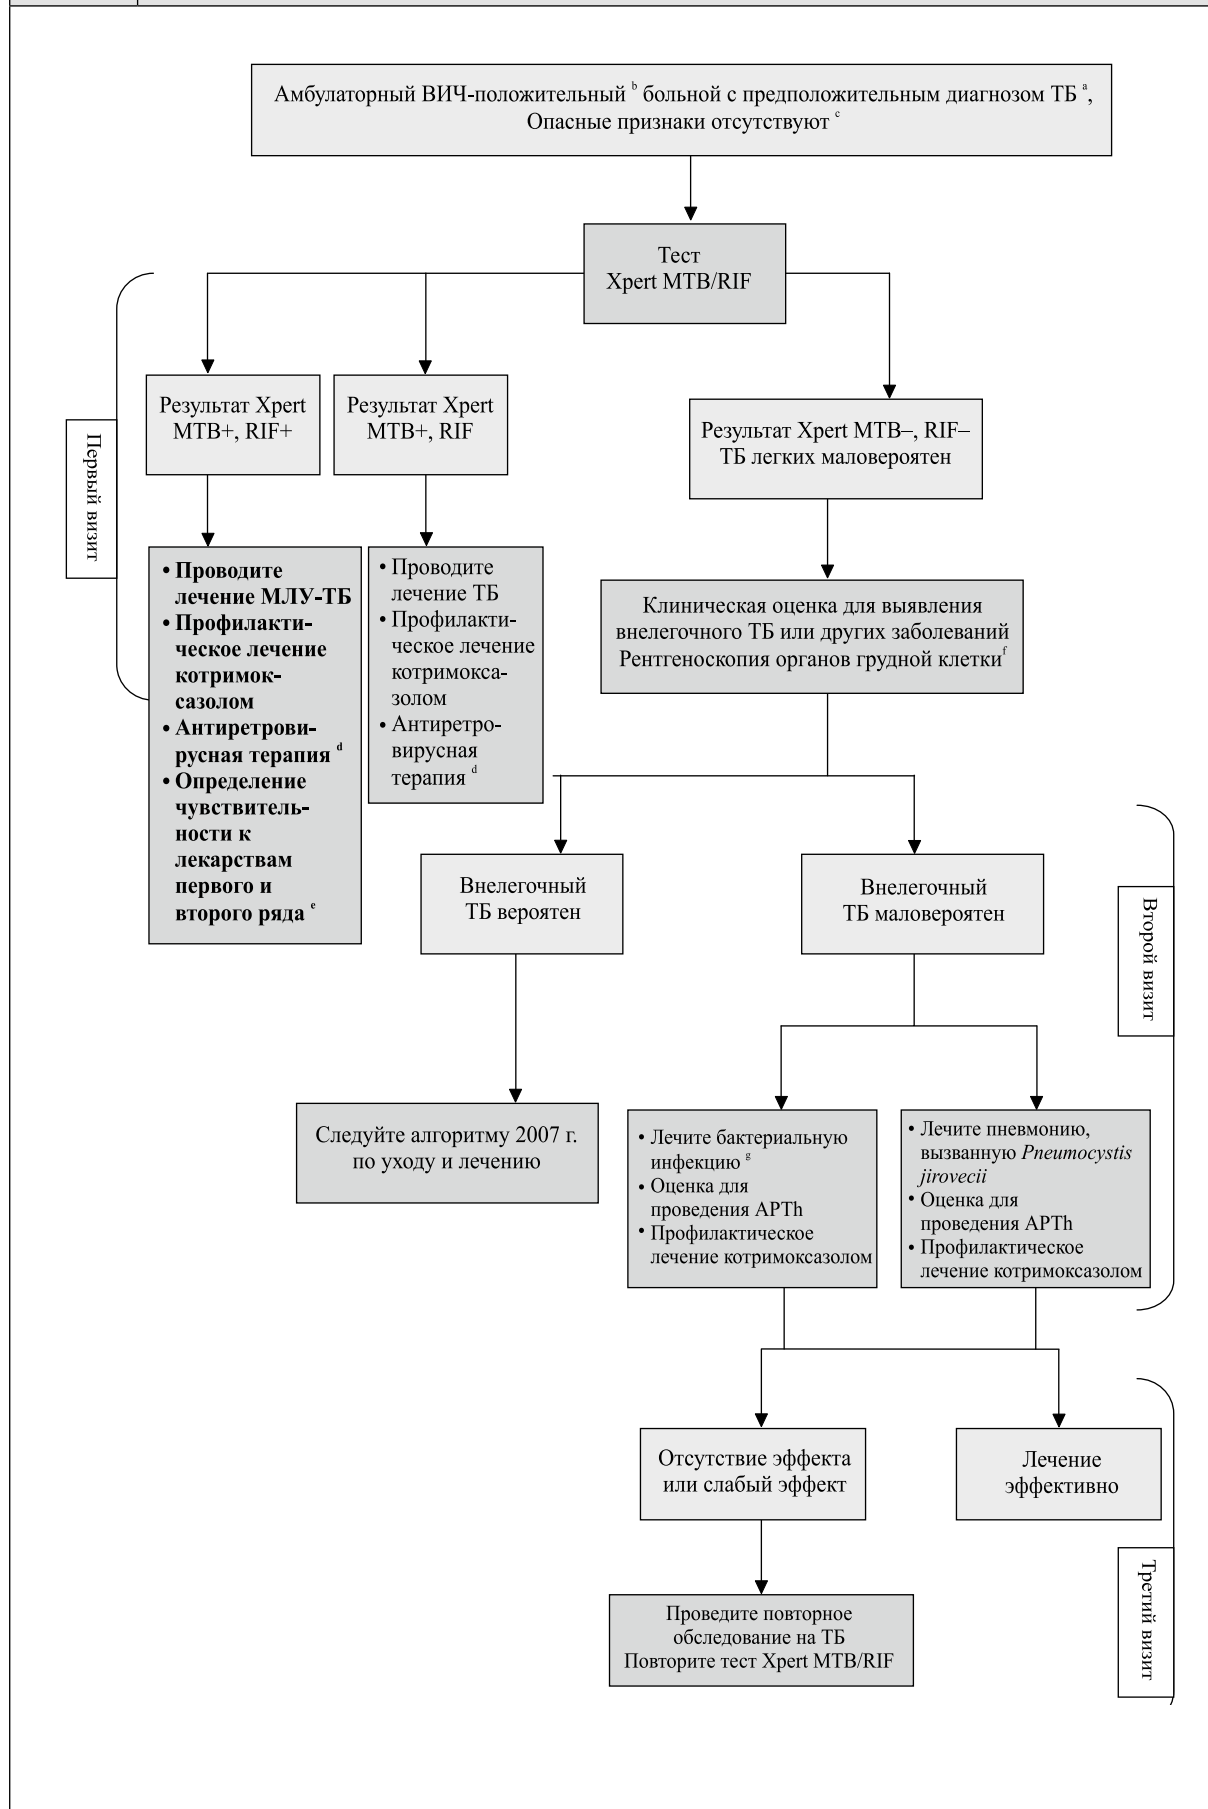 Амбулаторный ВИЧ-положительный b больной с предположительным диагнозом ТБ a,
Опасные признаки отсутствуют c
Тест
Xpert MTB/RIF
Первый визит
Результат Xpert
MTB+, RIF+
Результат Xpert
MTB+, RIF
Результат Xpert MTB–, RIF–
ТБ легких маловероятен
• Проводите
лечение МЛУ-ТБ
• Профилакти-
ческое лечение
котримок-
сазолом
• Антиретрови-
русная терапия d
• Определение
чувствитель-
ности к
лекарствам
первого и
второго ряда e
• Проводите
лечение ТБ
• Профилакти-
ческое лечение
котримокса-
золом
• Антиретро-
вирусная
терапия d
Клиническая оценка для выявления
внелегочного ТБ или других заболеваний
Рентгеноскопия органов грудной клетки f
Второй визит
Внелегочный
ТБ вероятен
Внелегочный
ТБ маловероятен
Следуйте алгоритму 2007 г.
по уходу и лечению
• Лечите бактериальную
инфекцию g
• Оценка для
проведения АРТh
• Профилактическое
лечение котримоксазолом
• Лечите пневмонию,
вызванную Pneumocystis
jirovecii
• Оценка для
проведения АРТh
• Профилактическое
лечение котримоксазолом
Третий визит
Отсутствие эффекта
или слабый эффект
Лечение
эффективно
Проведите повторное
обследование на ТБ
Повторите тест Xpert MTB/RIF